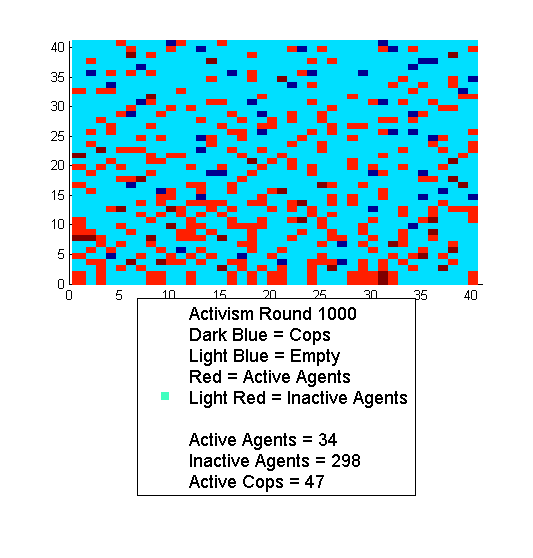 40
35
30
25
20
15
10
5
0
0 5 10 15 20 25 30 35 40
Activism Round 1000
Dark Blue = Cops
Light Blue = Empty
Red = Active Agents
Light Red = Inactive Agents
Active Agents = 34
Inactive Agents = 298
Active Cops = 47